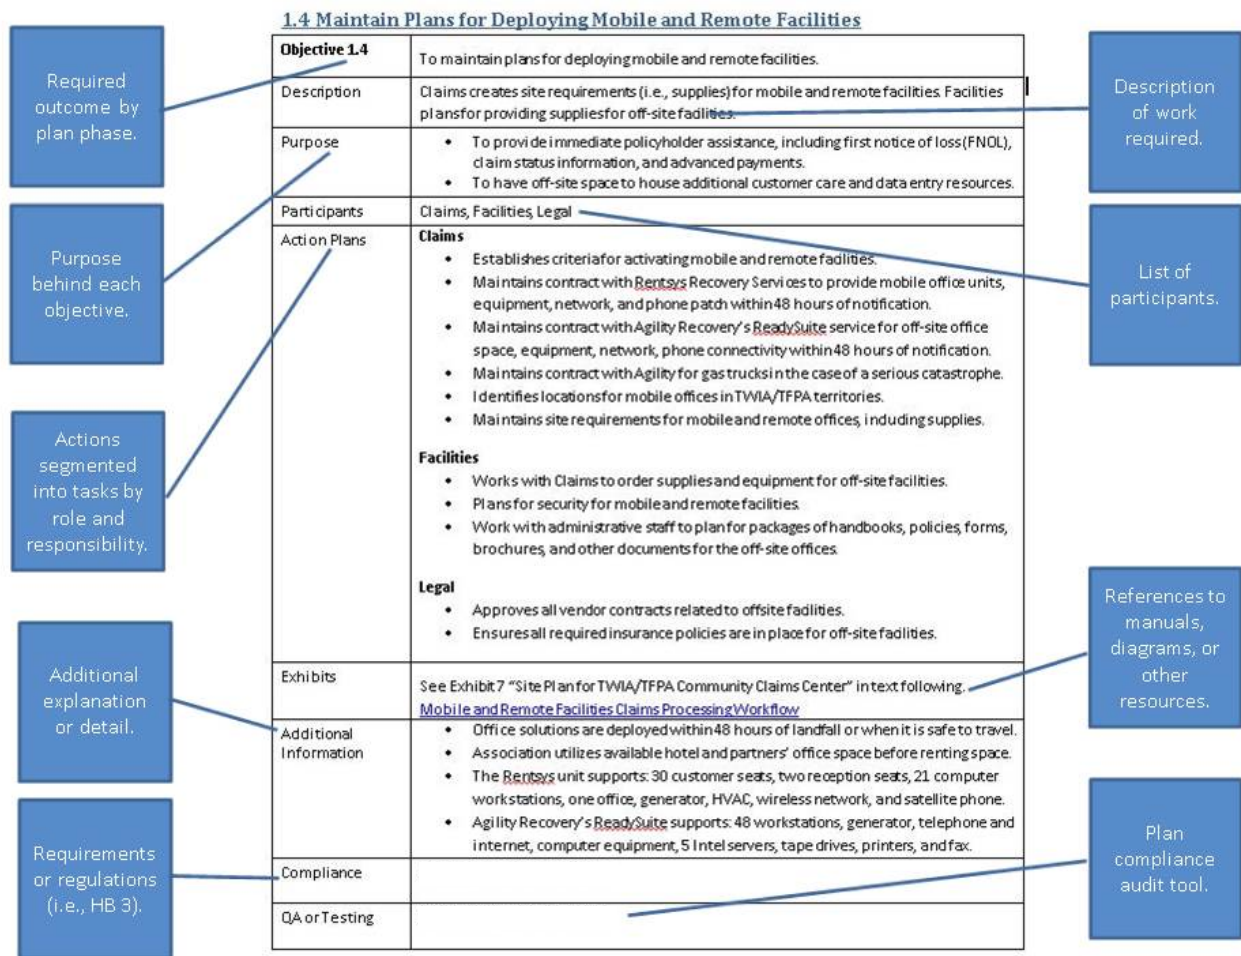 1.4 Maintain Plans for Deploying Mobile and Remote Facilities
Objective 1.4
To maintain plans for deploying mobile and remote facilities.
Description
Claims creates site requirements (i.e., supplies) for mobile and remote facilities. Facilities
plans for providing supplies for off-site facilities.
Purpose
• To provide immediate policyholder assistance, including first notice of loss (FNOL),
claim status information, and advanced payments.
• To have off-site space to house additional customer care and data entry resources.
Participants
Claims, Facilities, Legal
Action Plans
Claims
• Establishes criteria for activating mobile and remote facilities.
• Maintains contract with Rentsys Recovery Services to provide mobile office units,
equipment, network, and phone patch within 48 hours of notification.
• Maintains contract with Agility Recovery's ReadySuite service for off-site office
space, equipment, network, phone connectivity within 48 hours of notification.
• Maintains contract with Agility for gas trucks in the case of a serious catastrophe.
• Identifies locations for mobile offices in TWIA/TFPA territories.
• Maintains site requirements for mobile and remote offices, including supplies.
Facilities
• Works with Claims to order supplies and equipment for off-site facilities.
• Plans for security for mobile and remote facilities.
• Work with administrative staff to plan for packages of handbooks, policies, forms,
brochures, and other documents for the off-site offices.
Legal
• Approves all vendor contracts related to offsite facilities.
• Ensures all required insurance policies are in place for off-site facilities.
Exhibits
See Exhibit 7 "Site Plan for TWIA/TFPA Community Claims Center" in text following.
Mobile and Remote Facilities Claims Processing Workflow
Additional
Information
• Office solutions are deployed within 48 hours of landfall or when it is safe to travel.
• Association utilizes available hotel and partners' office space before renting space.
• The Rentsys unit supports: 30 customer seats, two reception seats, 21 computer
workstations, one office, generator, HVAC, wireless network, and satellite phone.
• Agility Recovery's ReadySuite supports: 48 workstations, generator, telephone and
internet, computer equipment, 5 Intel servers, tape drives, printers, and fax.
Compliance
QA or Testing
Required
outcome by
plan phase.
Purpose
behind each
objective.
Actions
segmented
into tasks by
role and
responsibility.
Additional
explanation
or detail.
Requirements
or regulations
(i.e., HB 3).
Description
of work
required.
List of
participants.
References to
manuals,
diagrams, or
other
resources.
Plan
compliance
audit tool.